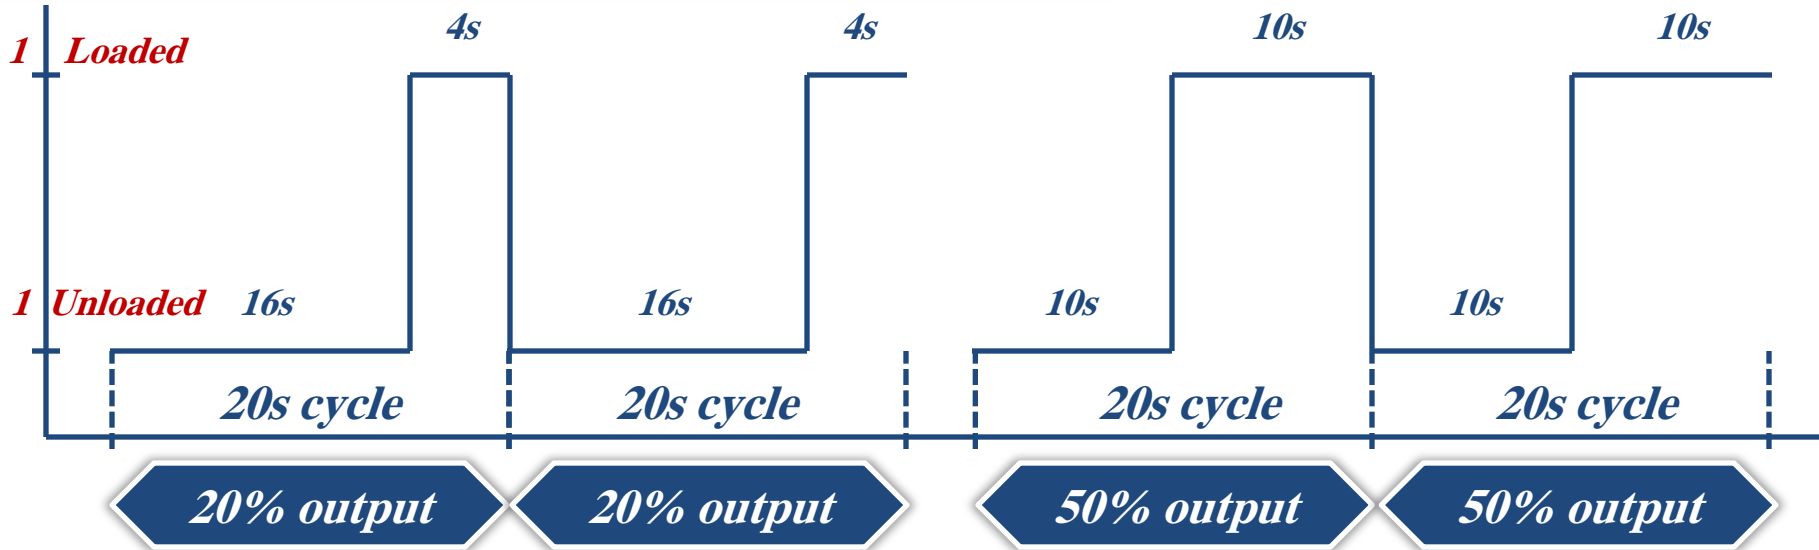 4s 4s 10s 10s
1 Loaded
1 Unloaded 16s 16s 10s 10s
20s cycle 20s cycle 20s cycle 20s cycle
20% output 20% output 50% output 50% output